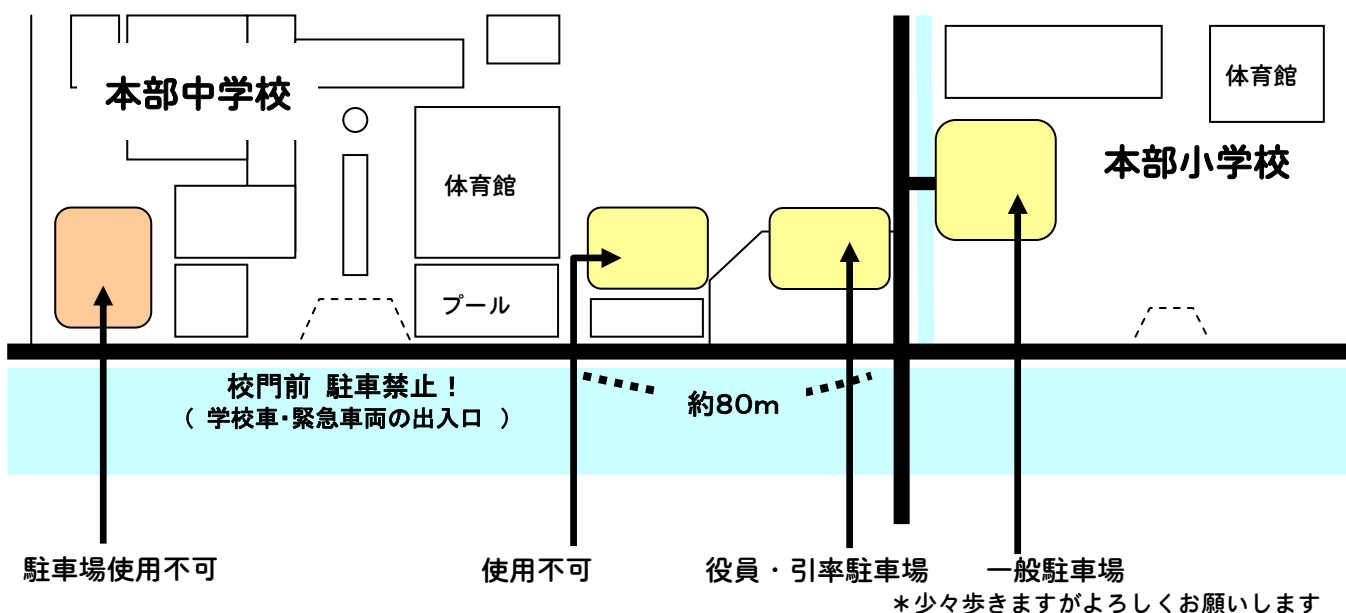 本部中学校
体育館
本部小学校
体育館
プール
校門前 駐車禁止！
（ 学校車・緊急車両の出入口 ）
約80m
駐車場使用不可
使用不可
役員・引率駐車場
一般駐車場
＊少々歩きますがよろしくお願いします